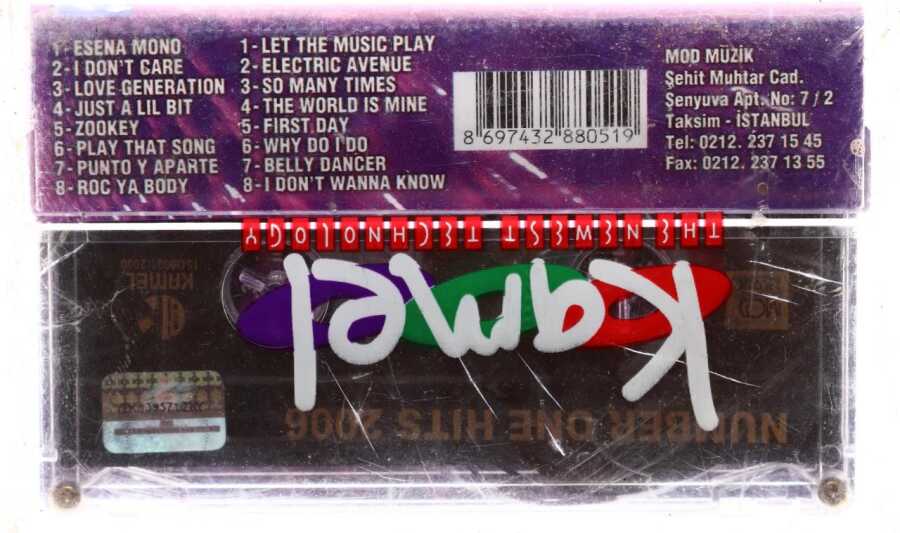 1- ESENA MONO
2- I DON'T CARE
3- LOVE GENERATION
4- JUST A LIL BIT
5- ZOOKEY
6- PLAY THAT SONG
7- PUNTO Y APARTE
8- ROC YA BODY
1- LET THE MUSIC PLAY
2- ELECTRIC AVENUE
3- SO MANY TIMES
4- THE WORLD IS MINE
5- FIRST DAY
6- WHY DO I DO
7- BELLY DANCER
8- I DON'T WANNA KNOW
8 697432 880519
MOD MÜZİK
Şehit Muhtar Cad.
Şenyuva Apt. No: 7 / 2
Taksim - İSTANBUL
Tel: 0212. 237 15 45
Fax: 0212. 237 13 55
THE NEWEST TECHNOLOGY
Kamel
KAMEL
NUMBER ONE HITS 2006